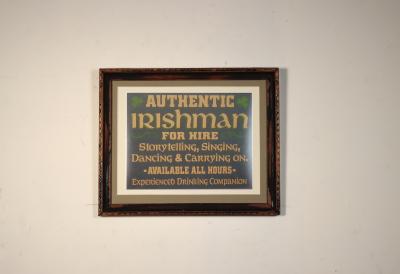 AUTHENTIC
IRISHMAN
FOR HIRE
Storytelling, Singing,
Dancing & Carrying on.
-AVAILABLE ALL HOURS-
Experienced Drinking Companion